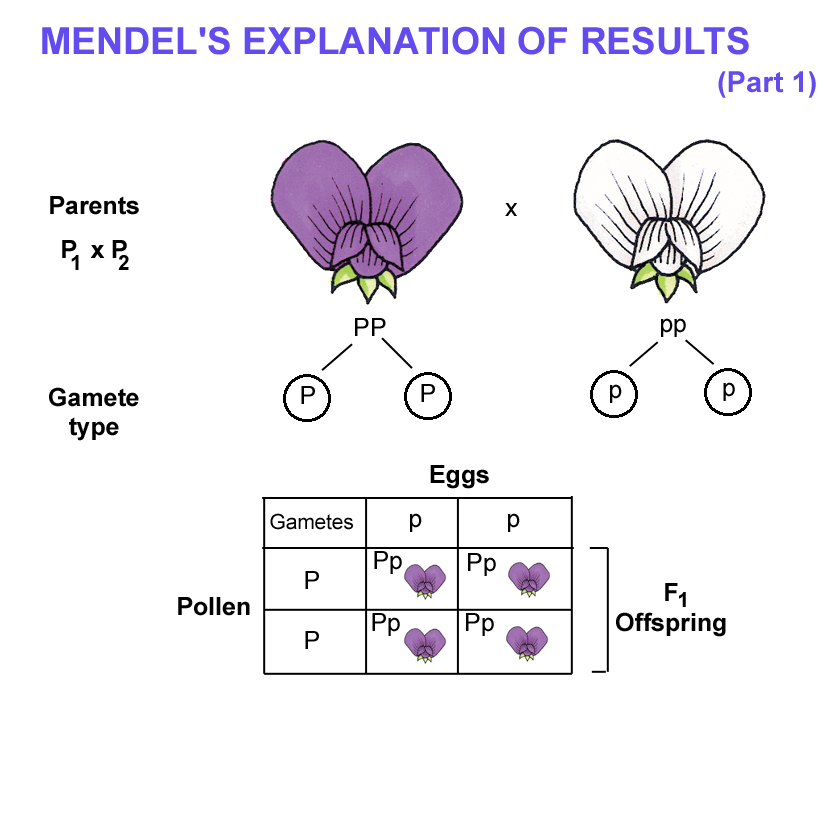 MENDEL'S EXPLANATION OF RESULTS
(Part 1)
Parents
x
P1 x P2
PP
pp
Gamete
type
P
P
p
p
Eggs
Gametes p p
P Pp Pp
Pollen
P Pp Pp
F1
Offspring